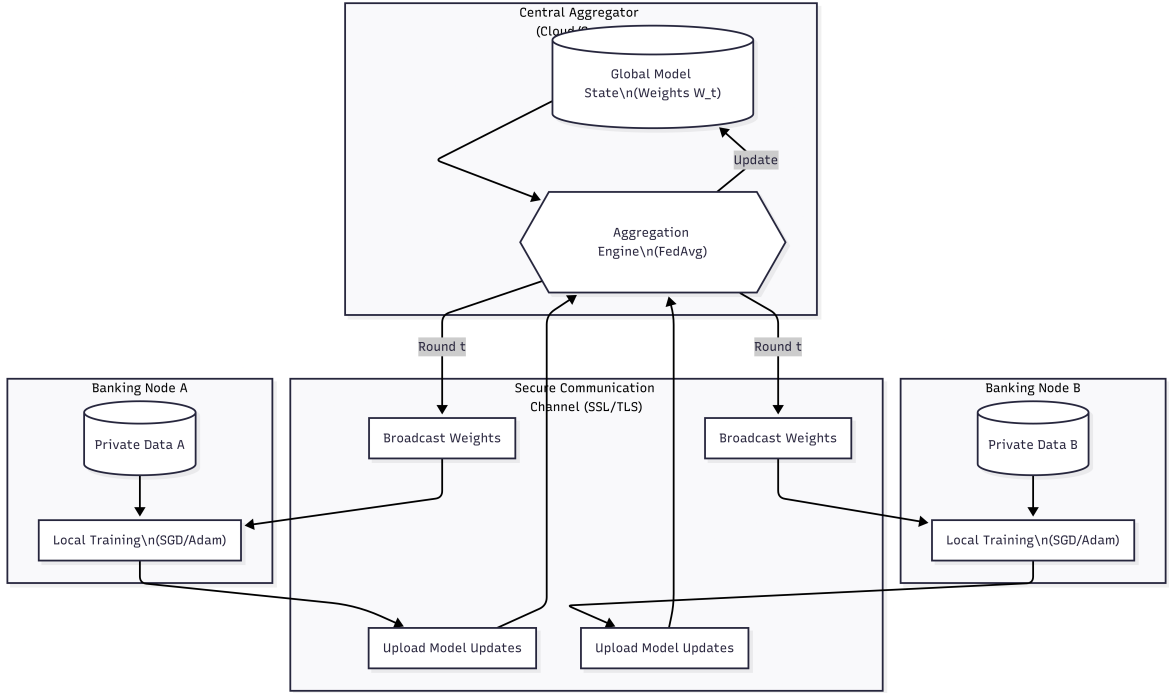 Central Aggregator
(Cloud/
Global Model
State\n(Weights W_t)
Update
Aggregation
Engine\n(FedAvg)
Round t
Round t
Banking Node A
Secure Communication
Channel (SSL/TLS)
Banking Node B
Private Data A
Broadcast Weights
Broadcast Weights
Private Data B
Local Training\n(SGD/Adam)
Local Training\n(SGD/Adam)
Upload Model Updates
Upload Model Updates